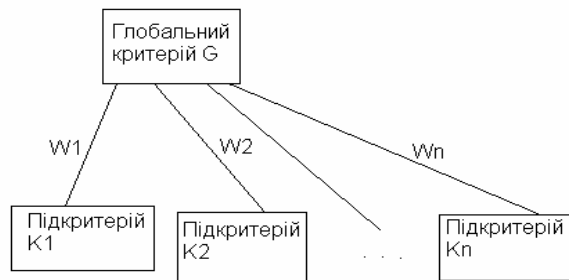 Глобальний
критерій G
W1
W2
Wn
Підкритерій
K1
Підкритерій
K2
. . .
Підкритерій
Kn